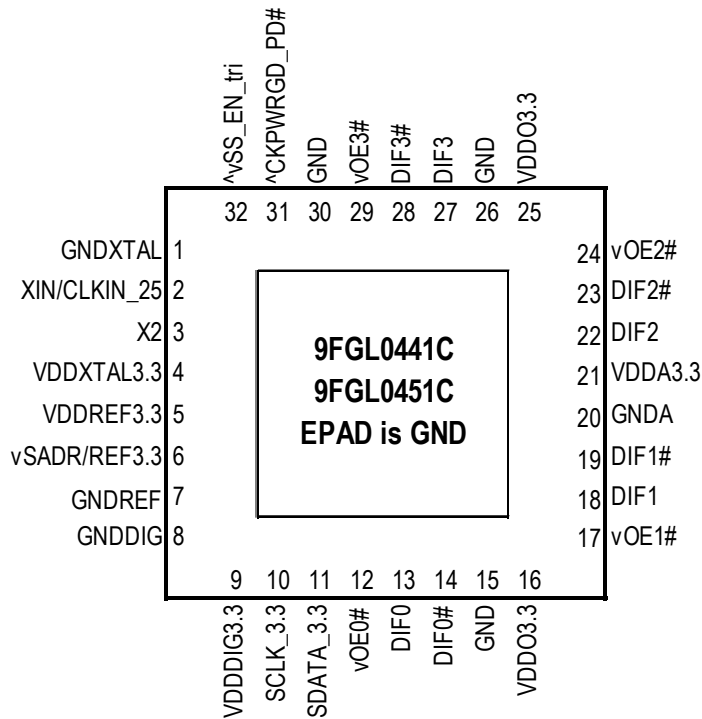 ^vSS_EN_tri
^CKPWRGD_PD#
GND
vOE3#
DIF3#
DIF3
GND
VDDO3.3
32 31 30 29 28 27 26 25
GNDXTAL 1
XIN/CLKIN_25 2
X2 3
VDDXTAL3.3 4
VDDREF3.3 5
vSADR/REF3.3 6
GNDREF 7
GNDDIG 8
9FGL0441C
9FGL0451C
EPAD is GND
24 vOE2#
23 DIF2#
22 DIF2
21 VDDA3.3
20 GNDA
19 DIF1#
18 DIF1
17 vOE1#
9 10 11 12 13 14 15 16
VDDDIG3.3
SCLK_3.3
SDATA_3.3
vOE0#
DIF0
DIF0#
GND
VDDO3.3